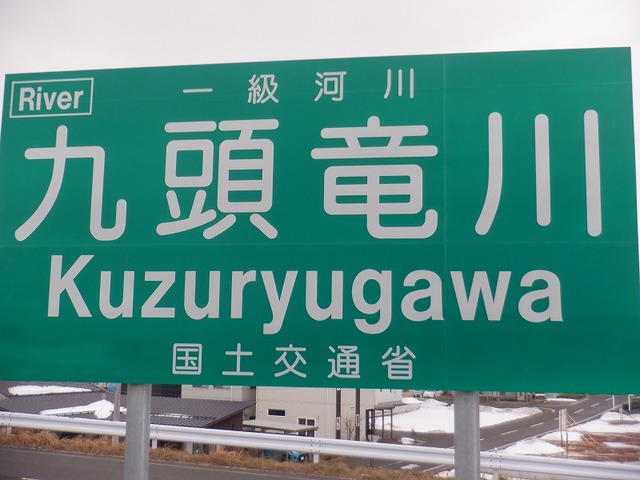 River
一級河川
九頭竜川
Kuzuryugawa
国土交通省